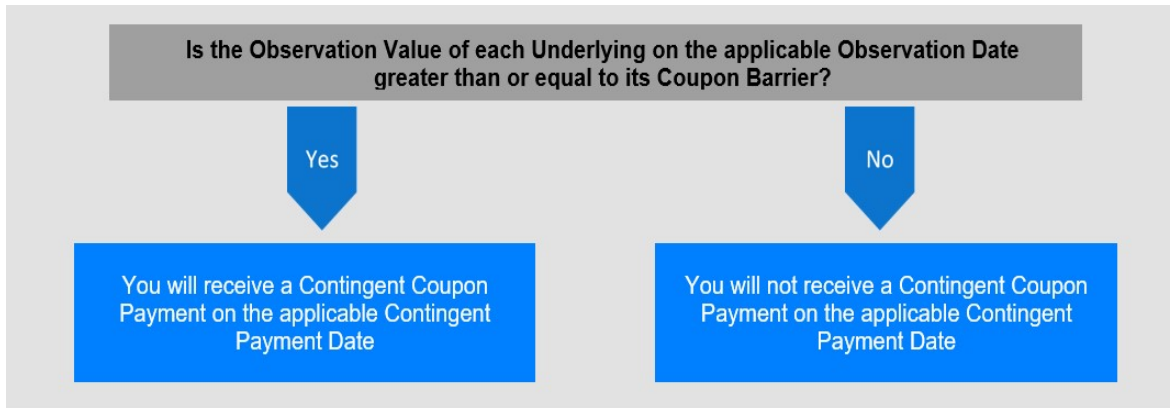 Is the Observation Value of each Underlying on the applicable Observation Date
greater than or equal to its Coupon Barrier?
Yes
No
You will receive a Contingent Coupon
Payment on the applicable Contingent
Payment Date
You will not receive a Contingent Coupon
Payment on the applicable Contingent
Payment Date